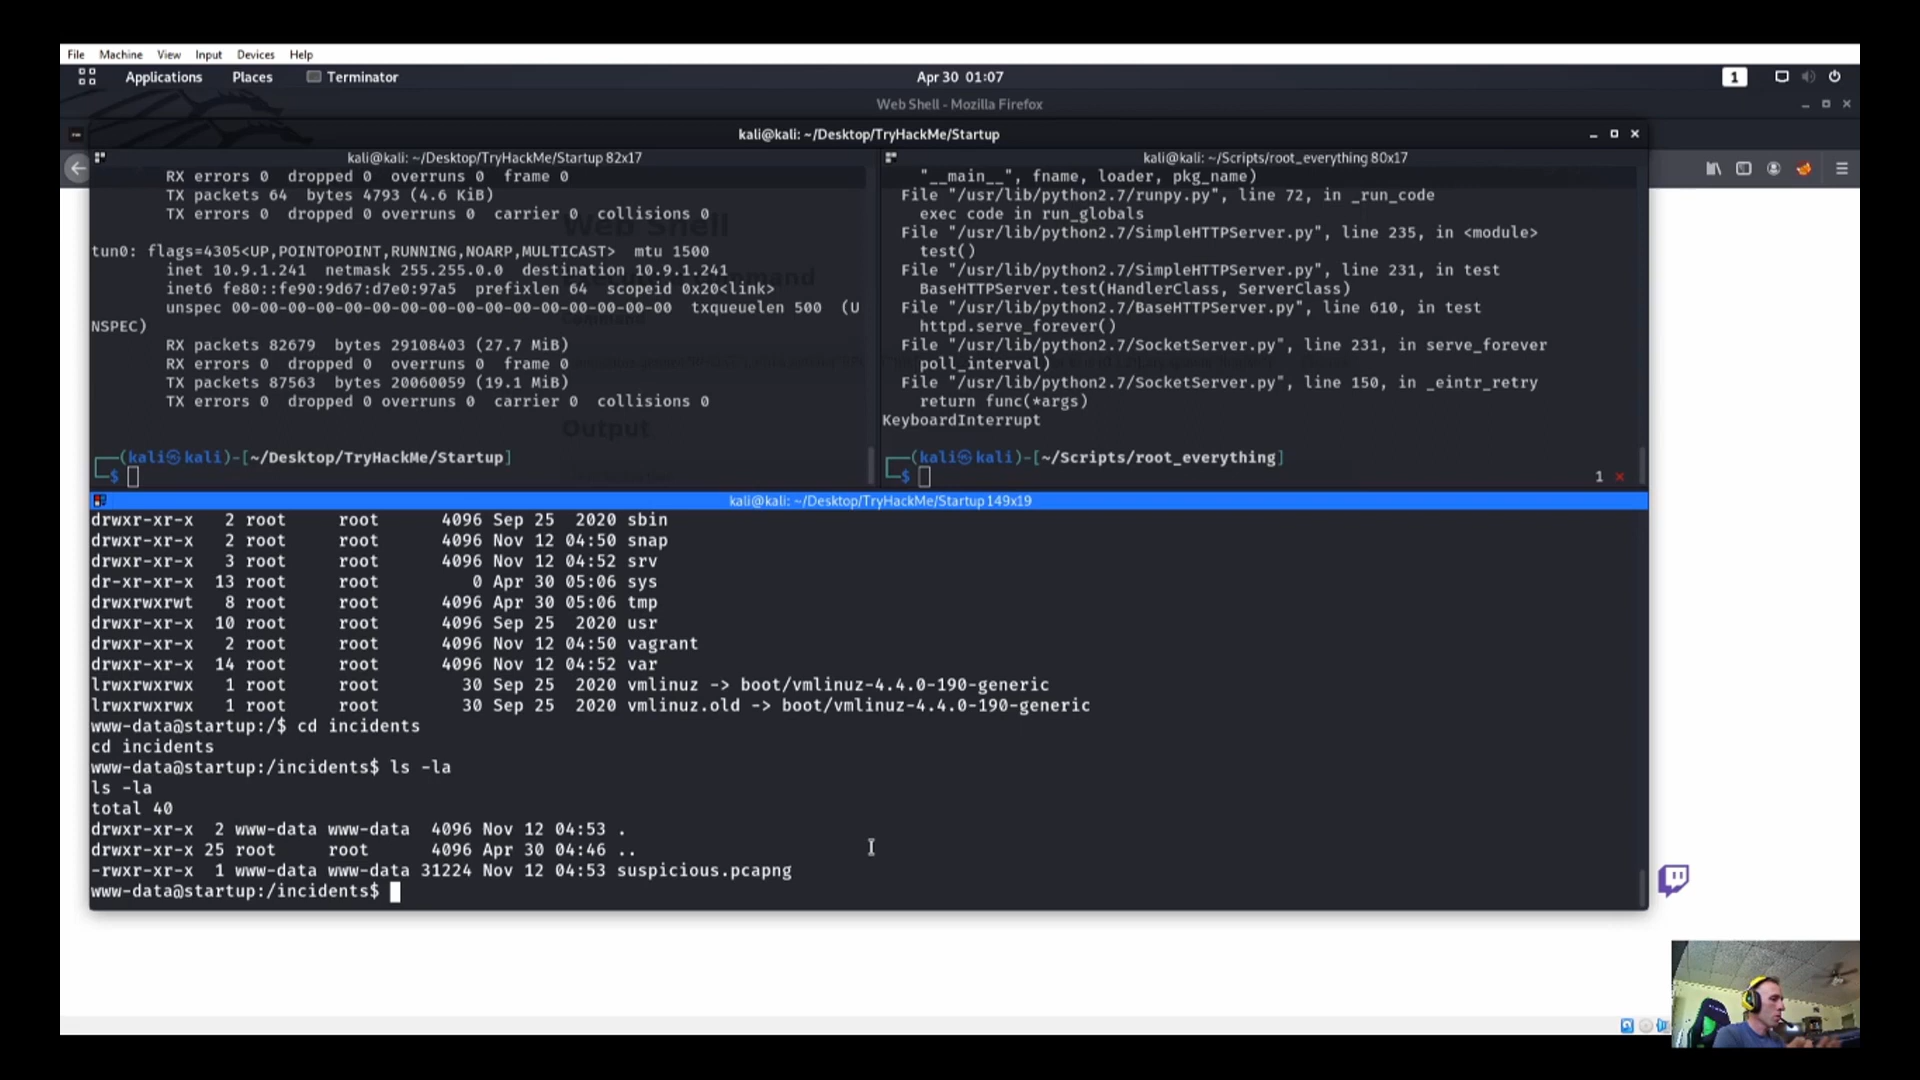 File Machine View Input Devices Help
Applications Places Terminator Apr 30 01:07 1
Web Shell - Mozilla Firefox
kali@kali: ~/Desktop/TryHackMe/Startup
kali@kali: ~/Desktop/TryHackMe/Startup 82x17
RX errors 0 dropped 0 overruns 0 frame 0
TX packets 64 bytes 4793 (4.6 KiB)
TX errors 0 dropped 0 overruns 0 carrier 0 collisions 0
tun0: flags=4305<UP,POINTOPOINT,RUNNING,NOARP,MULTICAST> mtu 1500
inet 10.9.1.241 netmask 255.255.0.0 destination 10.9.1.241
inet6 fe80::fe90:9d67:d7e0:97a5 prefixlen 64 scopeid 0x20<link>
unspec 00-00-00-00-00-00-00-00-00-00-00-00-00-00-00-00 txqueuelen 500 (U
NSPEC)
RX packets 82679 bytes 29108403 (27.7 MiB)
RX errors 0 dropped 0 overruns 0 frame 0
TX packets 87563 bytes 20060059 (19.1 MiB)
TX errors 0 dropped 0 overruns 0 carrier 0 collisions 0
(kali㉿kali)-[~/Desktop/TryHackMe/Startup]
$
Web Shell
Command
Output
kali@kali: ~/Scripts/root_everything 80x17
"__main__", fname, loader, pkg_name)
File "/usr/lib/python2.7/runpy.py", line 72, in _run_code
exec code in run_globals
File "/usr/lib/python2.7/SimpleHTTPServer.py", line 235, in <module>
test()
File "/usr/lib/python2.7/SimpleHTTPServer.py", line 231, in test
BaseHTTPServer.test(HandlerClass, ServerClass)
File "/usr/lib/python2.7/BaseHTTPServer.py", line 610, in test
httpd.serve_forever()
File "/usr/lib/python2.7/SocketServer.py", line 231, in serve_forever
poll_interval)
File "/usr/lib/python2.7/SocketServer.py", line 150, in _eintr_retry
return func(*args)
KeyboardInterrupt
(kali㉿kali)-[~/Scripts/root_everything]
$ 1 ×
kali@kali: ~/Desktop/TryHackMe/Startup 149x19
drwxr-xr-x 2 root root 4096 Sep 25 2020 sbin
drwxr-xr-x 2 root root 4096 Nov 12 04:50 snap
drwxr-xr-x 3 root root 4096 Nov 12 04:52 srv
dr-xr-xr-x 13 root root 0 Apr 30 05:06 sys
drwxrwxrwt 8 root root 4096 Apr 30 05:06 tmp
drwxr-xr-x 10 root root 4096 Sep 25 2020 usr
drwxr-xr-x 2 root root 4096 Nov 12 04:50 vagrant
drwxr-xr-x 14 root root 4096 Nov 12 04:52 var
lrwxrwxrwx 1 root root 30 Sep 25 2020 vmlinuz -> boot/vmlinuz-4.4.0-190-generic
lrwxrwxrwx 1 root root 30 Sep 25 2020 vmlinuz.old -> boot/vmlinuz-4.4.0-190-generic
www-data@startup:/$ cd incidents
cd incidents
www-data@startup:/incidents$ ls -la
ls -la
total 40
drwxr-xr-x 2 www-data www-data 4096 Nov 12 04:53 .
drwxr-xr-x 25 root root 4096 Apr 30 04:46 ..
-rwxr-xr-x 1 www-data www-data 31224 Nov 12 04:53 suspicious.pcapng
www-data@startup:/incidents$